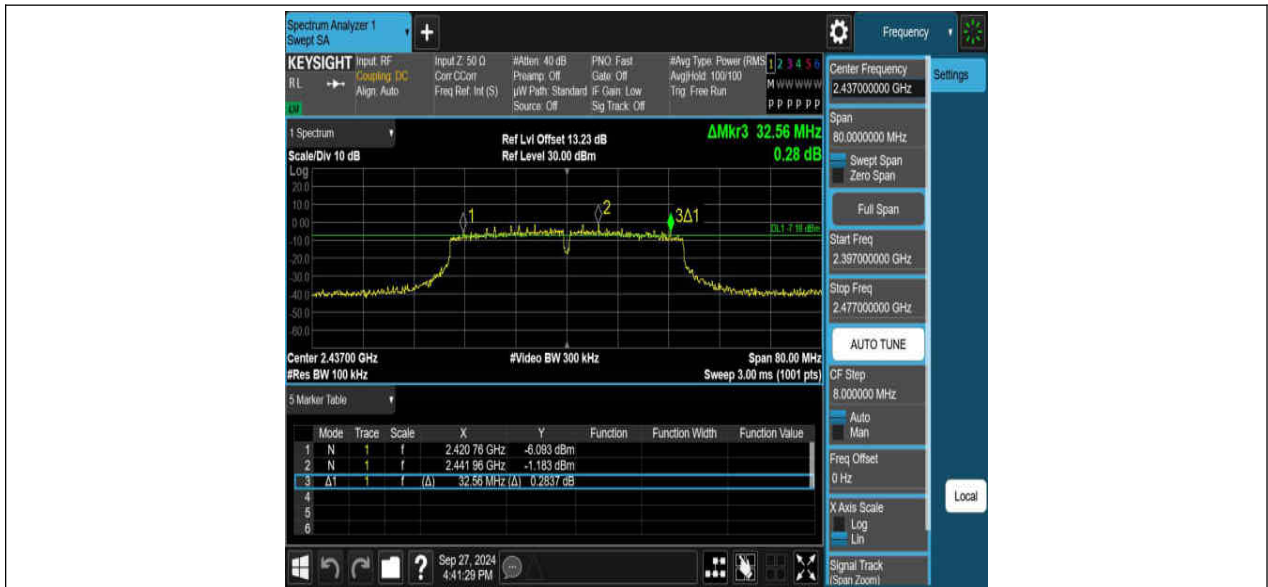 Spectrum Analyzer 1
Swept SA
+
Frequency
KEYSIGHT Input: RF Input Z: 50 Ω #Atten: 40 dB PNO: Fast #Avg Type: Power (RMS 1 2 3 4 5 6
RL Coupling: DC Corr CCorr Preamp: Off Gate: Off Avg|Hold: 100/100 M W W W W W
Align: Auto Freq Ref: Int (S) µW Path: Standard IF Gain: Low Trig: Free Run
Source: Off Sig Track: Off P P P P P P
Center Frequency
2.437000000 GHz
Settings
1 Spectrum
Ref Lvl Offset 13.23 dB
ΔMkr3 32.56 MHz
Scale/Div 10 dB
Ref Level 30.00 dBm
0.28 dB
Log
20.0
10.0
0.00
-10.0
-20.0
-30.0
-40.0
-50.0
-60.0
1
2
3Δ1
DL1 -7.18 dBm
Center 2.43700 GHz #Video BW 300 kHz Span 80.00 MHz
#Res BW 100 kHz Sweep 3.00 ms (1001 pts)
Span
80.0000000 MHz
Swept Span
Zero Span
Full Span
Start Freq
2.397000000 GHz
Stop Freq
2.477000000 GHz
AUTO TUNE
CF Step
8.000000 MHz
Auto
Man
Freq Offset
0 Hz
X Axis Scale
Log
Lin
Signal Track
(Span Zoom)
Local
5 Marker Table
Mode Trace Scale X Y Function Function Width Function Value
1 N 1 f 2.420 76 GHz -6.093 dBm
2 N 1 f 2.441 96 GHz -1.183 dBm
3 Δ1 1 f (Δ) 32.56 MHz (Δ) 0.2837 dB
4
5
6
?
Sep 27, 2024
4:41:29 PM